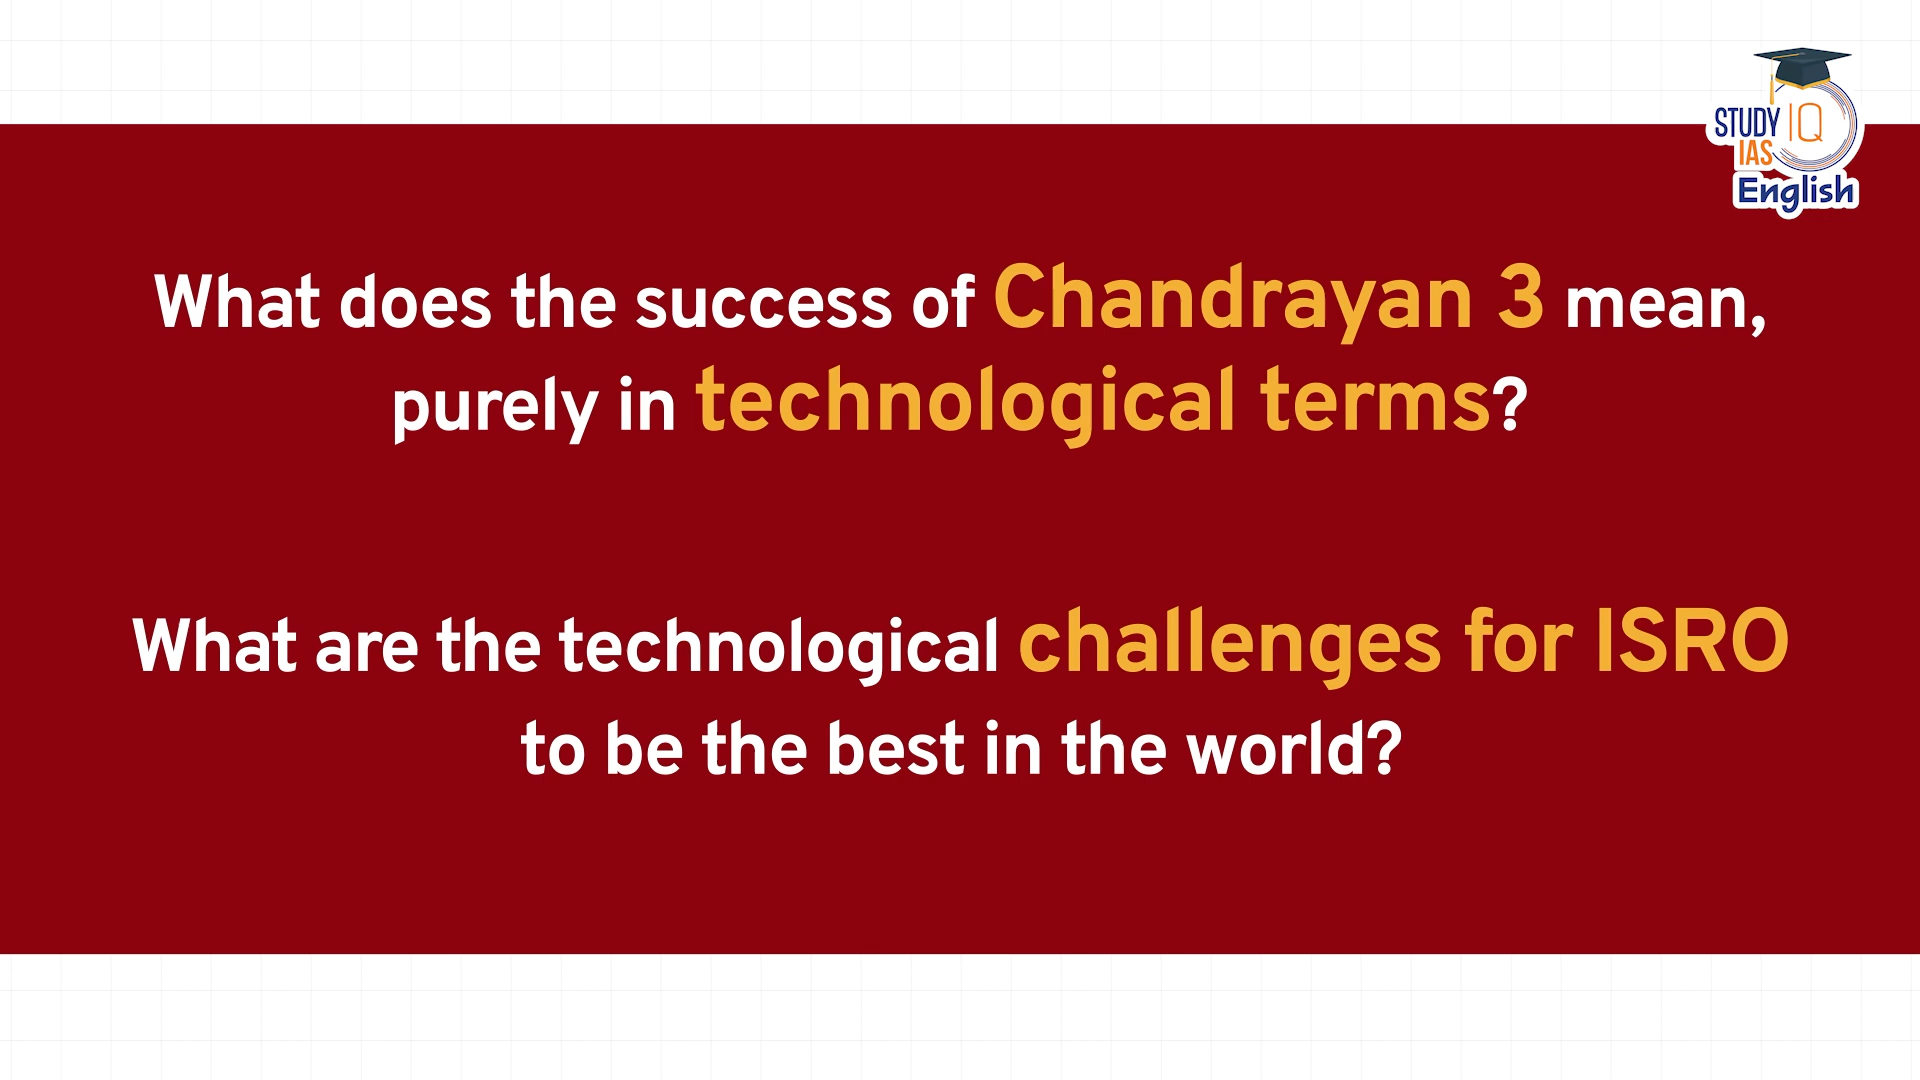 STUDY IQ
IAS
English
What does the success of Chandrayan 3 mean,
purely in technological terms?
What are the technological challenges for ISRO
to be the best in the world?